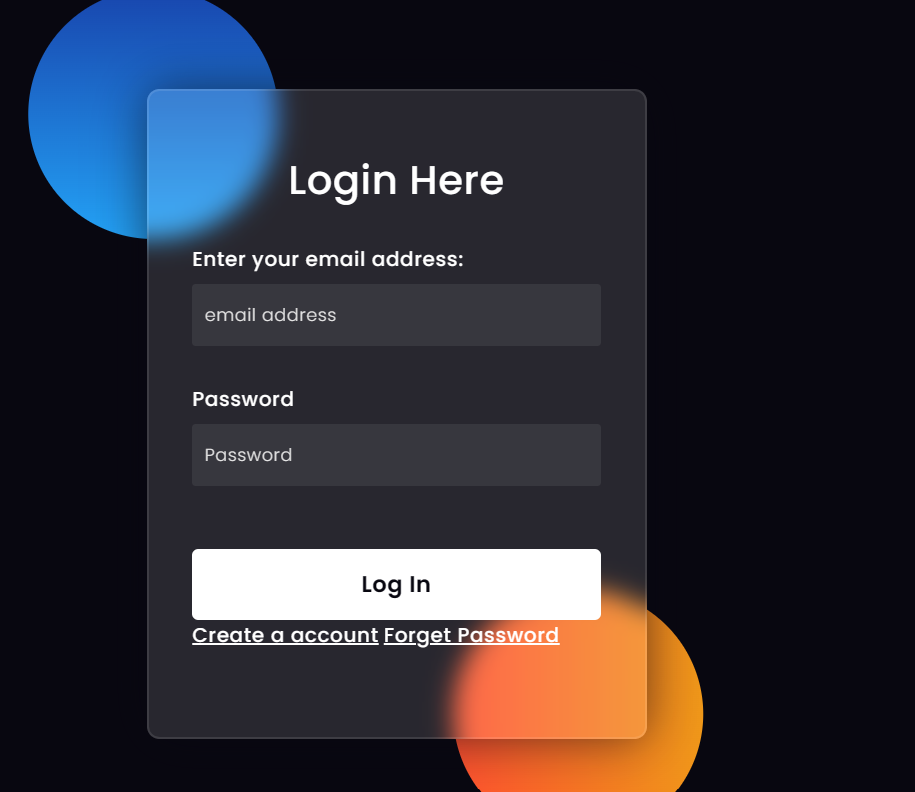 Login Here
Enter your email address:
email address
Password
Password
Log In
Create a account Forget Password